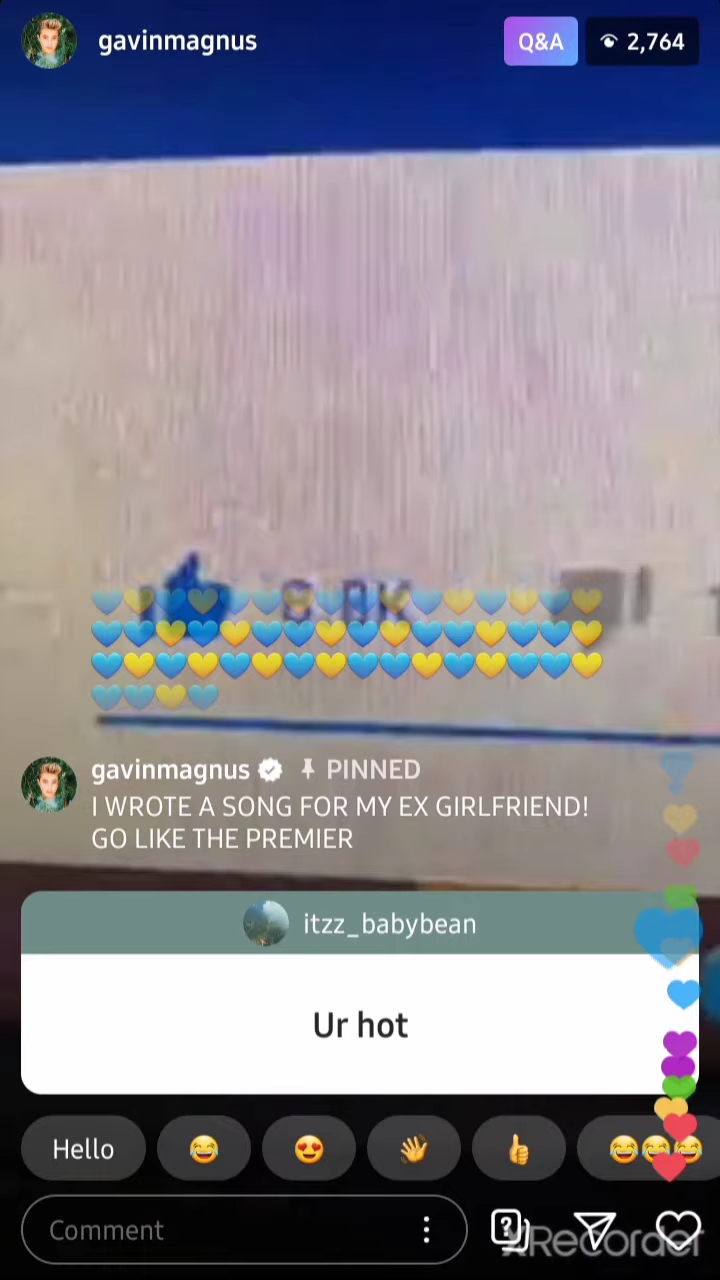 gavinmagnus
Q&A
2,764
gavinmagnus PINNED
I WROTE A SONG FOR MY EX GIRLFRIEND!
GO LIKE THE PREMIER
itzz_babybean
Ur hot
Hello
Comment
XRecorder